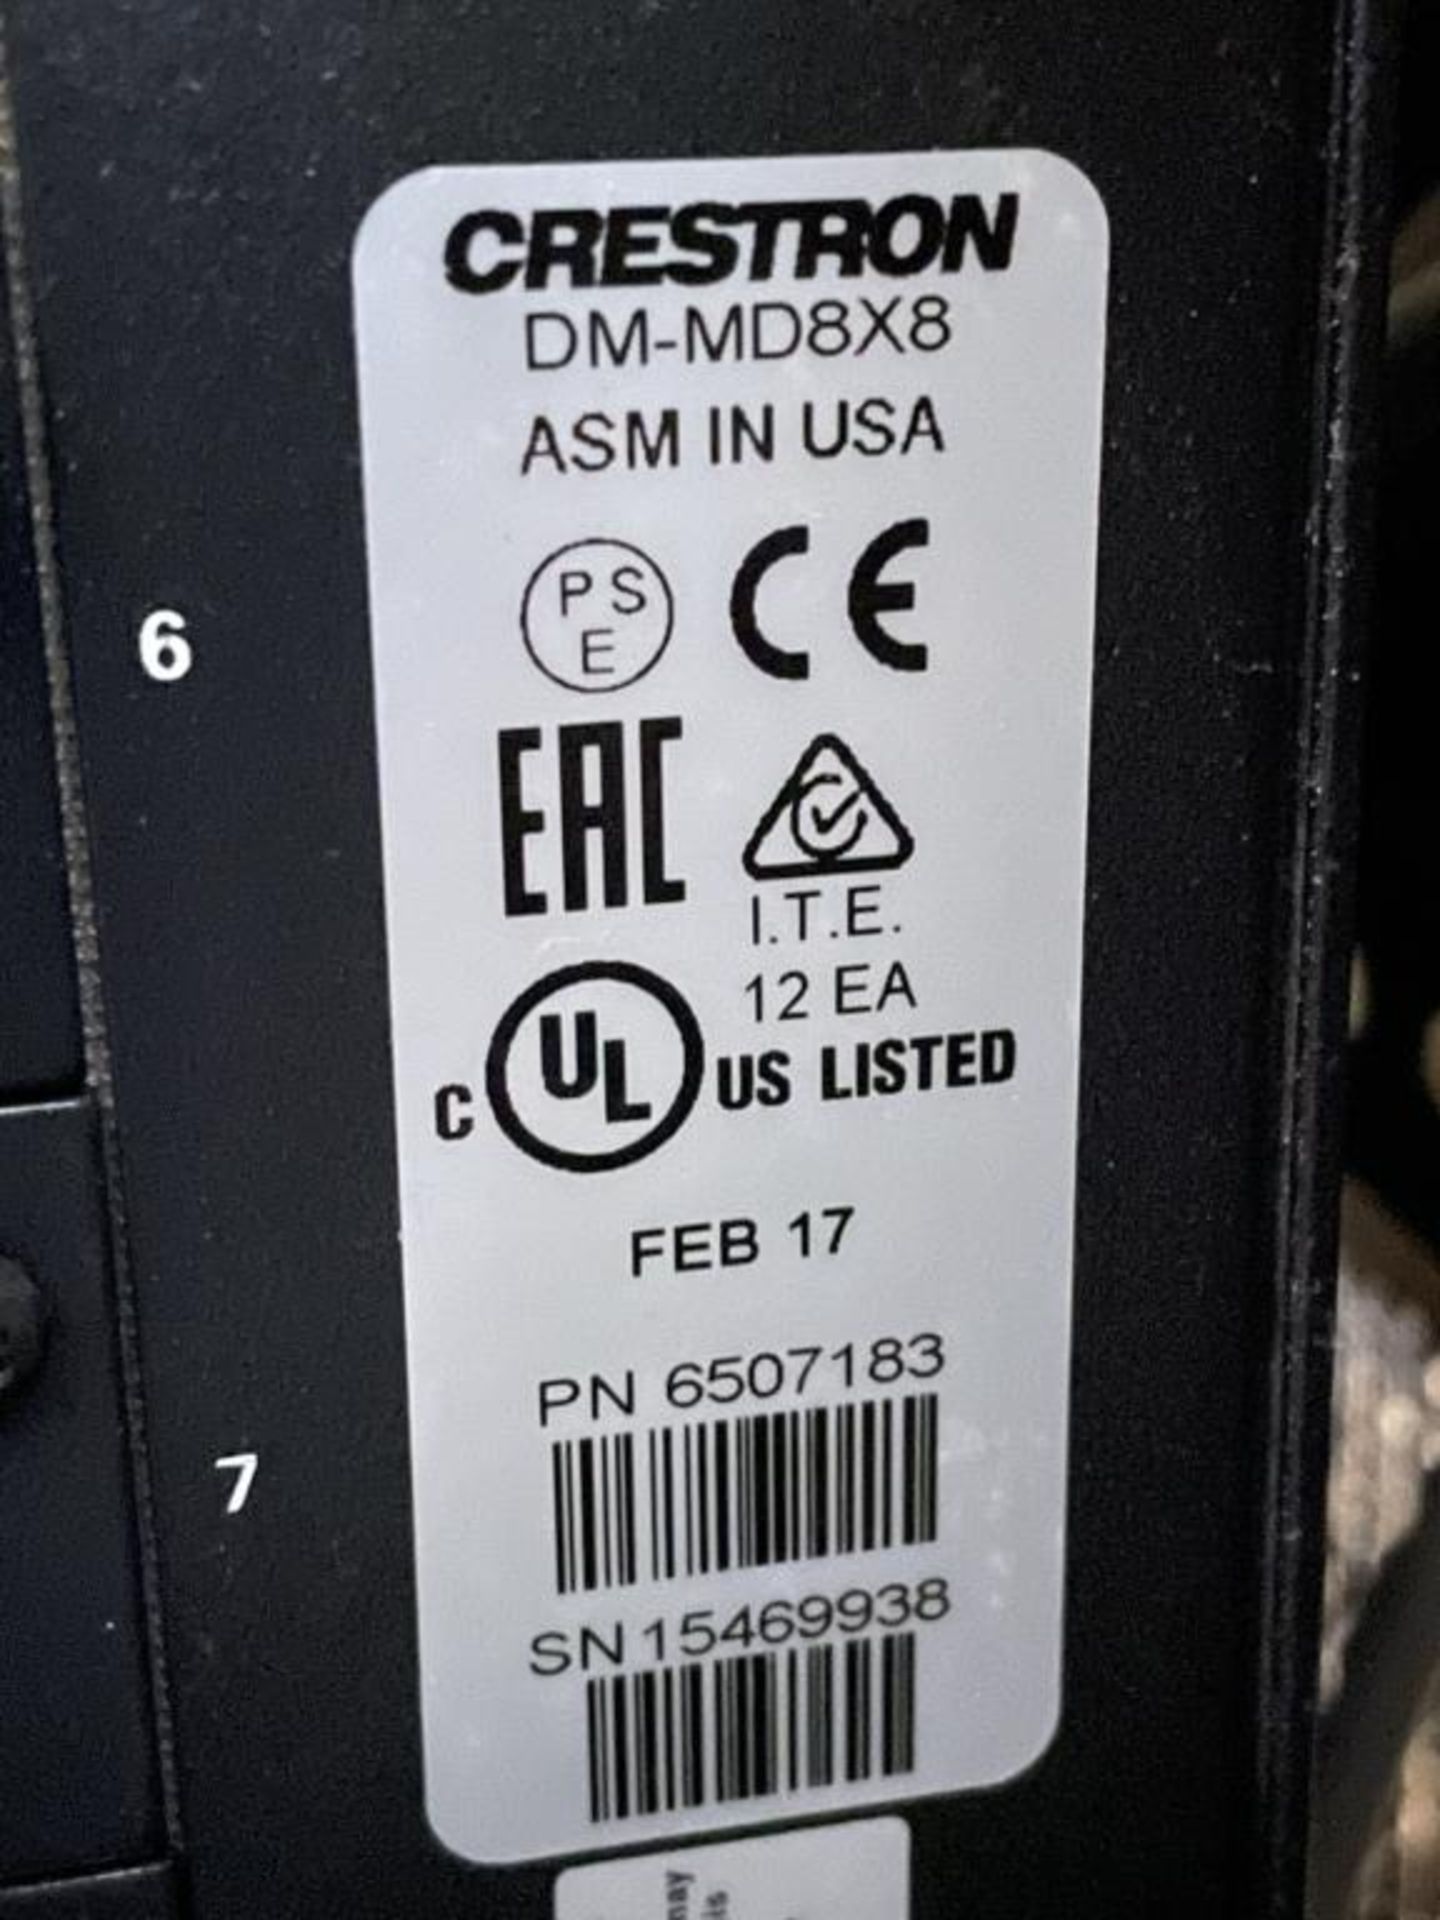 CRESTRON
DM-MD8X8
ASM IN USA
PS
E
CE
EAC
I.T.E.
12 EA
C UL US LISTED
FEB 17
PN 6507183
SN 15469938
6
7